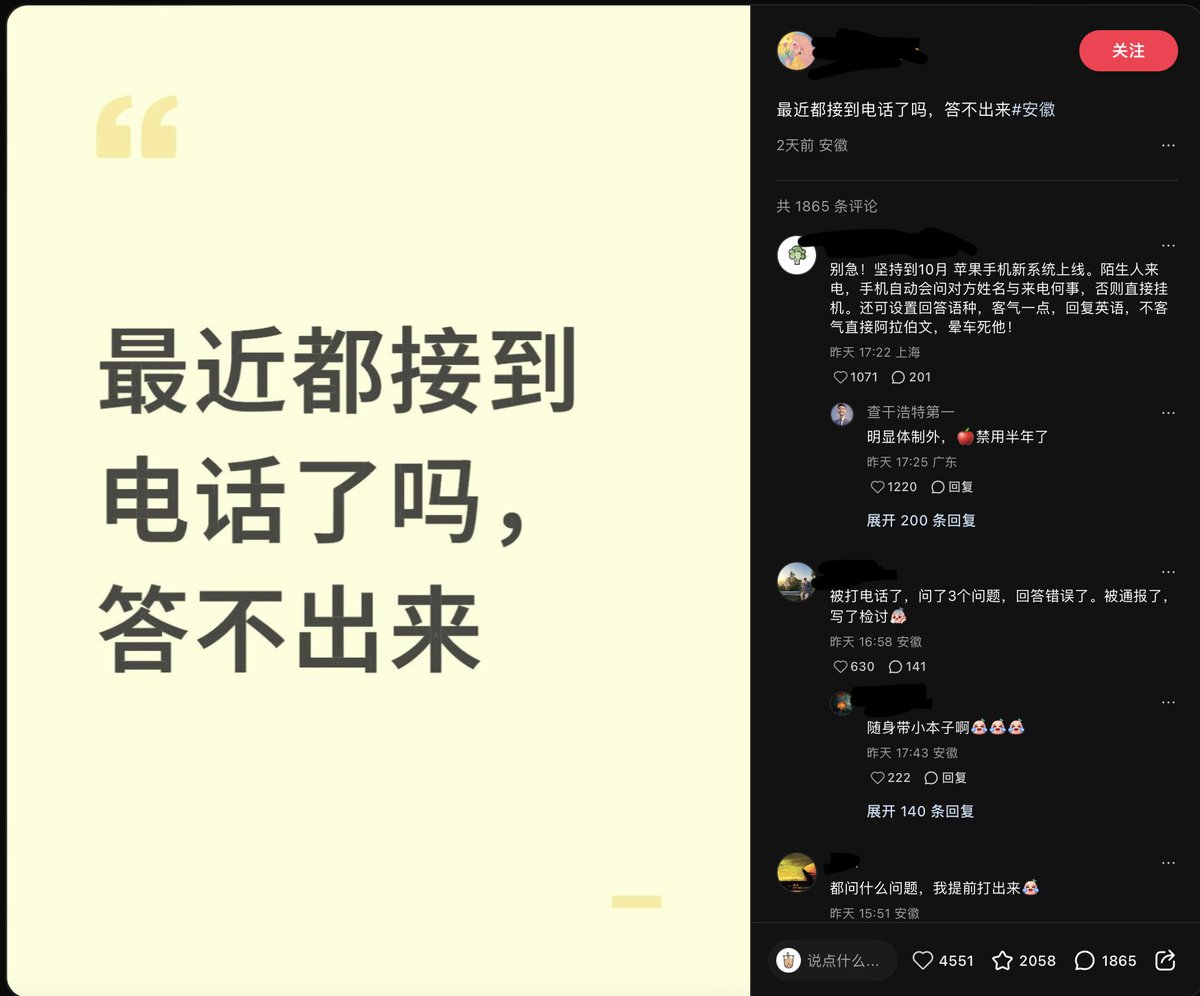 最近都接到
电话了吗，
答不出来
关注
最近都接到电话了吗，答不出来#安徽
2天前 安徽
共 1865 条评论
别急！坚持到10月 苹果手机新系统上线。陌生人来
电，手机自动会问对方姓名与来电何事，否则直接挂
机。还可设置回答语种，客气一点，回复英语，不客
气直接阿拉伯文，晕车死他！
昨天 17:22 上海
1071 201
查干浩特第一
明显体制外，🍎禁用半年了
昨天 17:25 广东
1220 回复
展开 200 条回复
被打电话了，问了3个问题，回答错误了。被通报了，
写了检讨
昨天 16:58 安徽
630 141
随身带小本子啊
昨天 17:43 安徽
222 回复
展开 140 条回复
都问什么问题，我提前打出来
昨天 15:51 安徽
说点什么... 4551 2058 1865